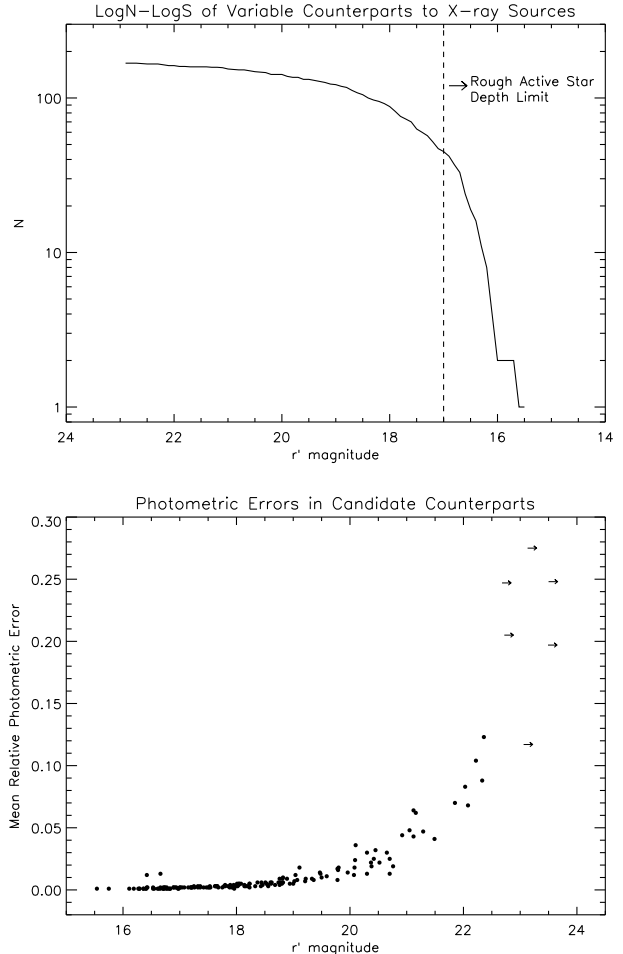 LogN-LogS of Variable Counterparts to X-ray Sources
100
10
1
N
Rough Active Star
Depth Limit
24 22 20 18 16 14
r' magnitude
Photometric Errors in Candidate Counterparts
0.30
0.25
0.20
0.15
0.10
0.05
0.00
Mean Relative Photometric Error
16 18 20 22 24
r' magnitude